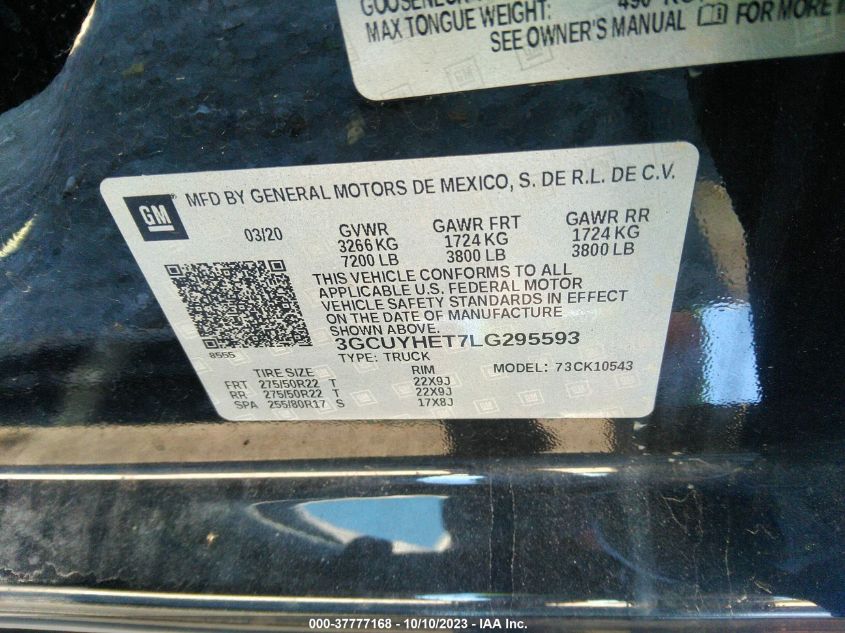 GOOSENECK
MAX TONGUE WEIGHT: 490 KG
SEE OWNER'S MANUAL FOR MORE
GM
MFD BY GENERAL MOTORS DE MEXICO, S. DE R.L. DE C.V.
03/20 GVWR GAWR FRT GAWR RR
3266 KG 1724 KG 1724 KG
7200 LB 3800 LB 3800 LB
THIS VEHICLE CONFORMS TO ALL
APPLICABLE U.S. FEDERAL MOTOR
VEHICLE SAFETY STANDARDS IN EFFECT
ON THE DATE OF MANUFACTURE
SHOWN ABOVE.
8555
3GCUYHET7LG295593
TYPE: TRUCK
MODEL: 73CK10543
TIRE SIZE RIM
FRT 275/50R22 T 22X9J
RR 275/50R22 T 22X9J
SPA 255/80R17 S 17X8J
000-37777168 - 10/10/2023 - IAA Inc.